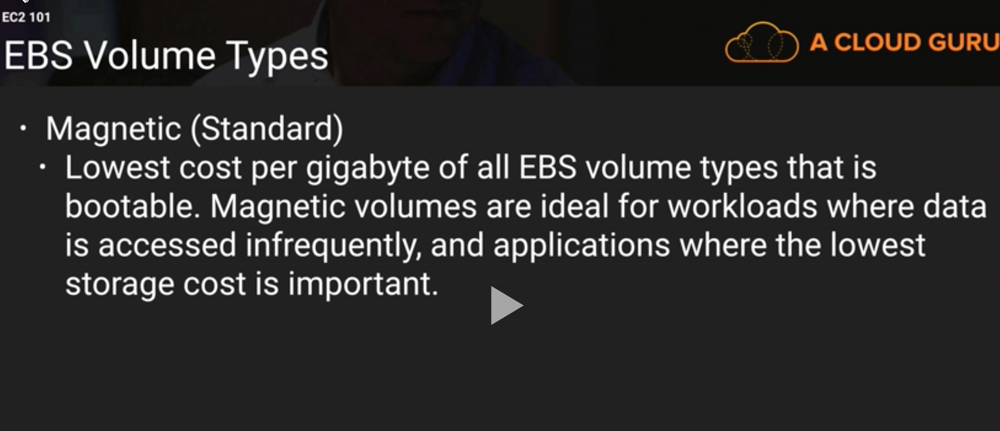 EC2 101
EBS Volume Types
A CLOUD GURU
• Magnetic (Standard)
• Lowest cost per gigabyte of all EBS volume types that is
bootable. Magnetic volumes are ideal for workloads where data
is accessed infrequently, and applications where the lowest
storage cost is important.